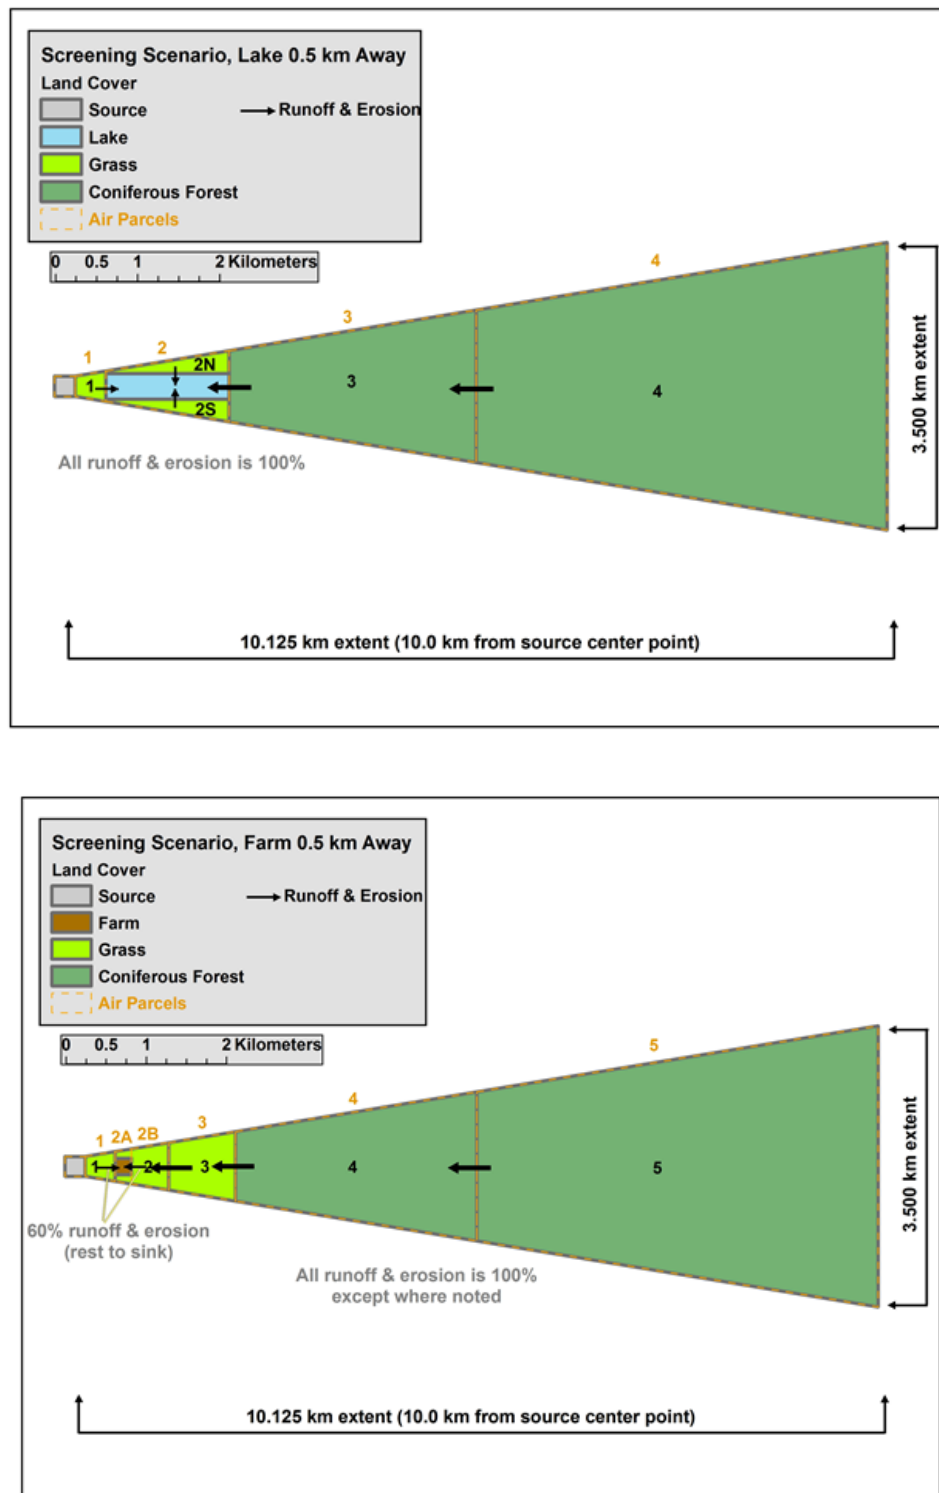 Screening Scenario, Lake 0.5 km Away
Land Cover
Source
Runoff & Erosion
Lake
Grass
Coniferous Forest
Air Parcels
0 0.5 1 2 Kilometers
4
3
2
1
2N
1
3
4
2S
3.500 km extent
All runoff & erosion is 100%
10.125 km extent (10.0 km from source center point)
Screening Scenario, Farm 0.5 km Away
Land Cover
Source
Runoff & Erosion
Farm
Grass
Coniferous Forest
Air Parcels
0 0.5 1 2 Kilometers
5
4
3
1 2A 2B
1 2 3 4 5
3.500 km extent
60% runoff & erosion
(rest to sink)
All runoff & erosion is 100%
except where noted
10.125 km extent (10.0 km from source center point)